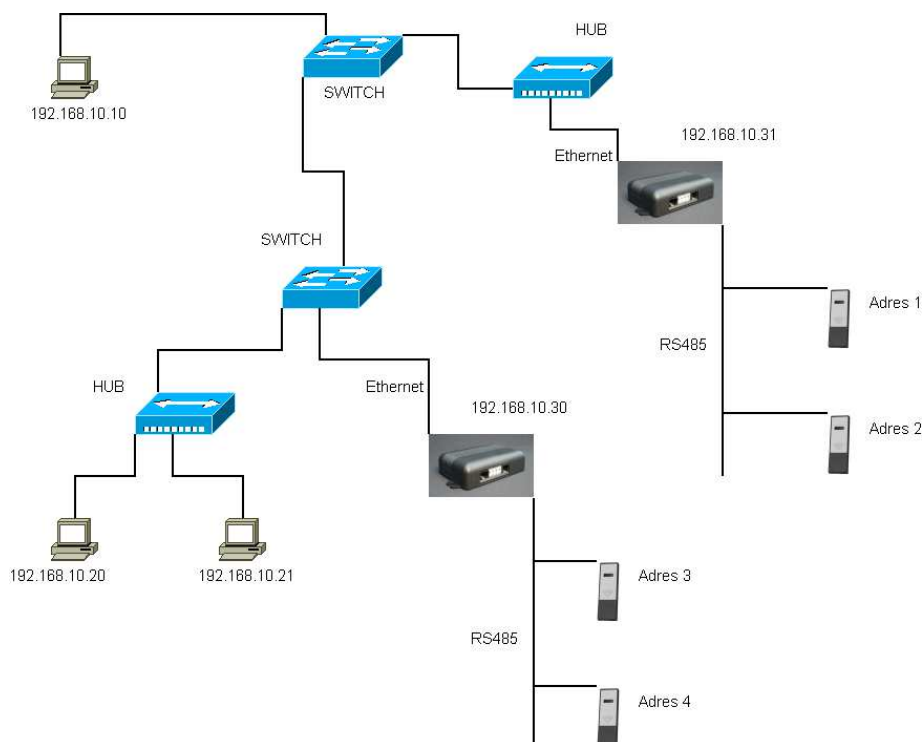 HUB
SWITCH
192.168.10.10
192.168.10.31
Ethernet
SWITCH
Adres 1
RS485
Ethernet
HUB
192.168.10.30
Adres 2
192.168.10.20
192.168.10.21
Adres 3
RS485
Adres 4